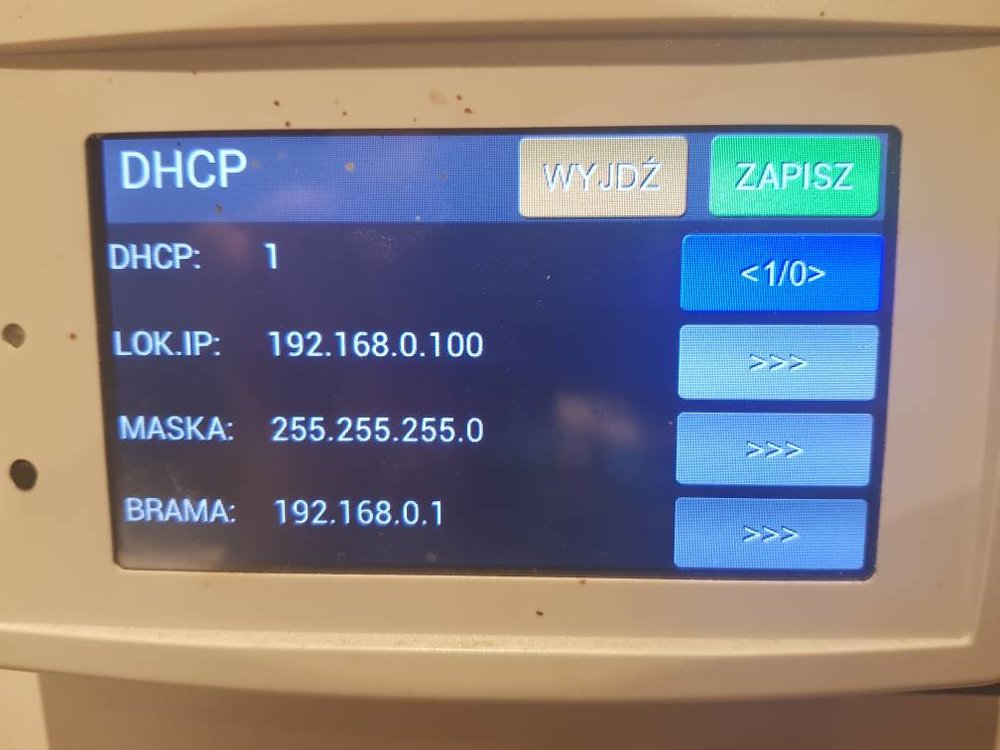 DHCP WYJDŹ ZAPISZ
DHCP: 1 <1/0>
LOK.IP: 192.168.0.100 >>>
MASKA: 255.255.255.0 >>>
BRAMA: 192.168.0.1 >>>